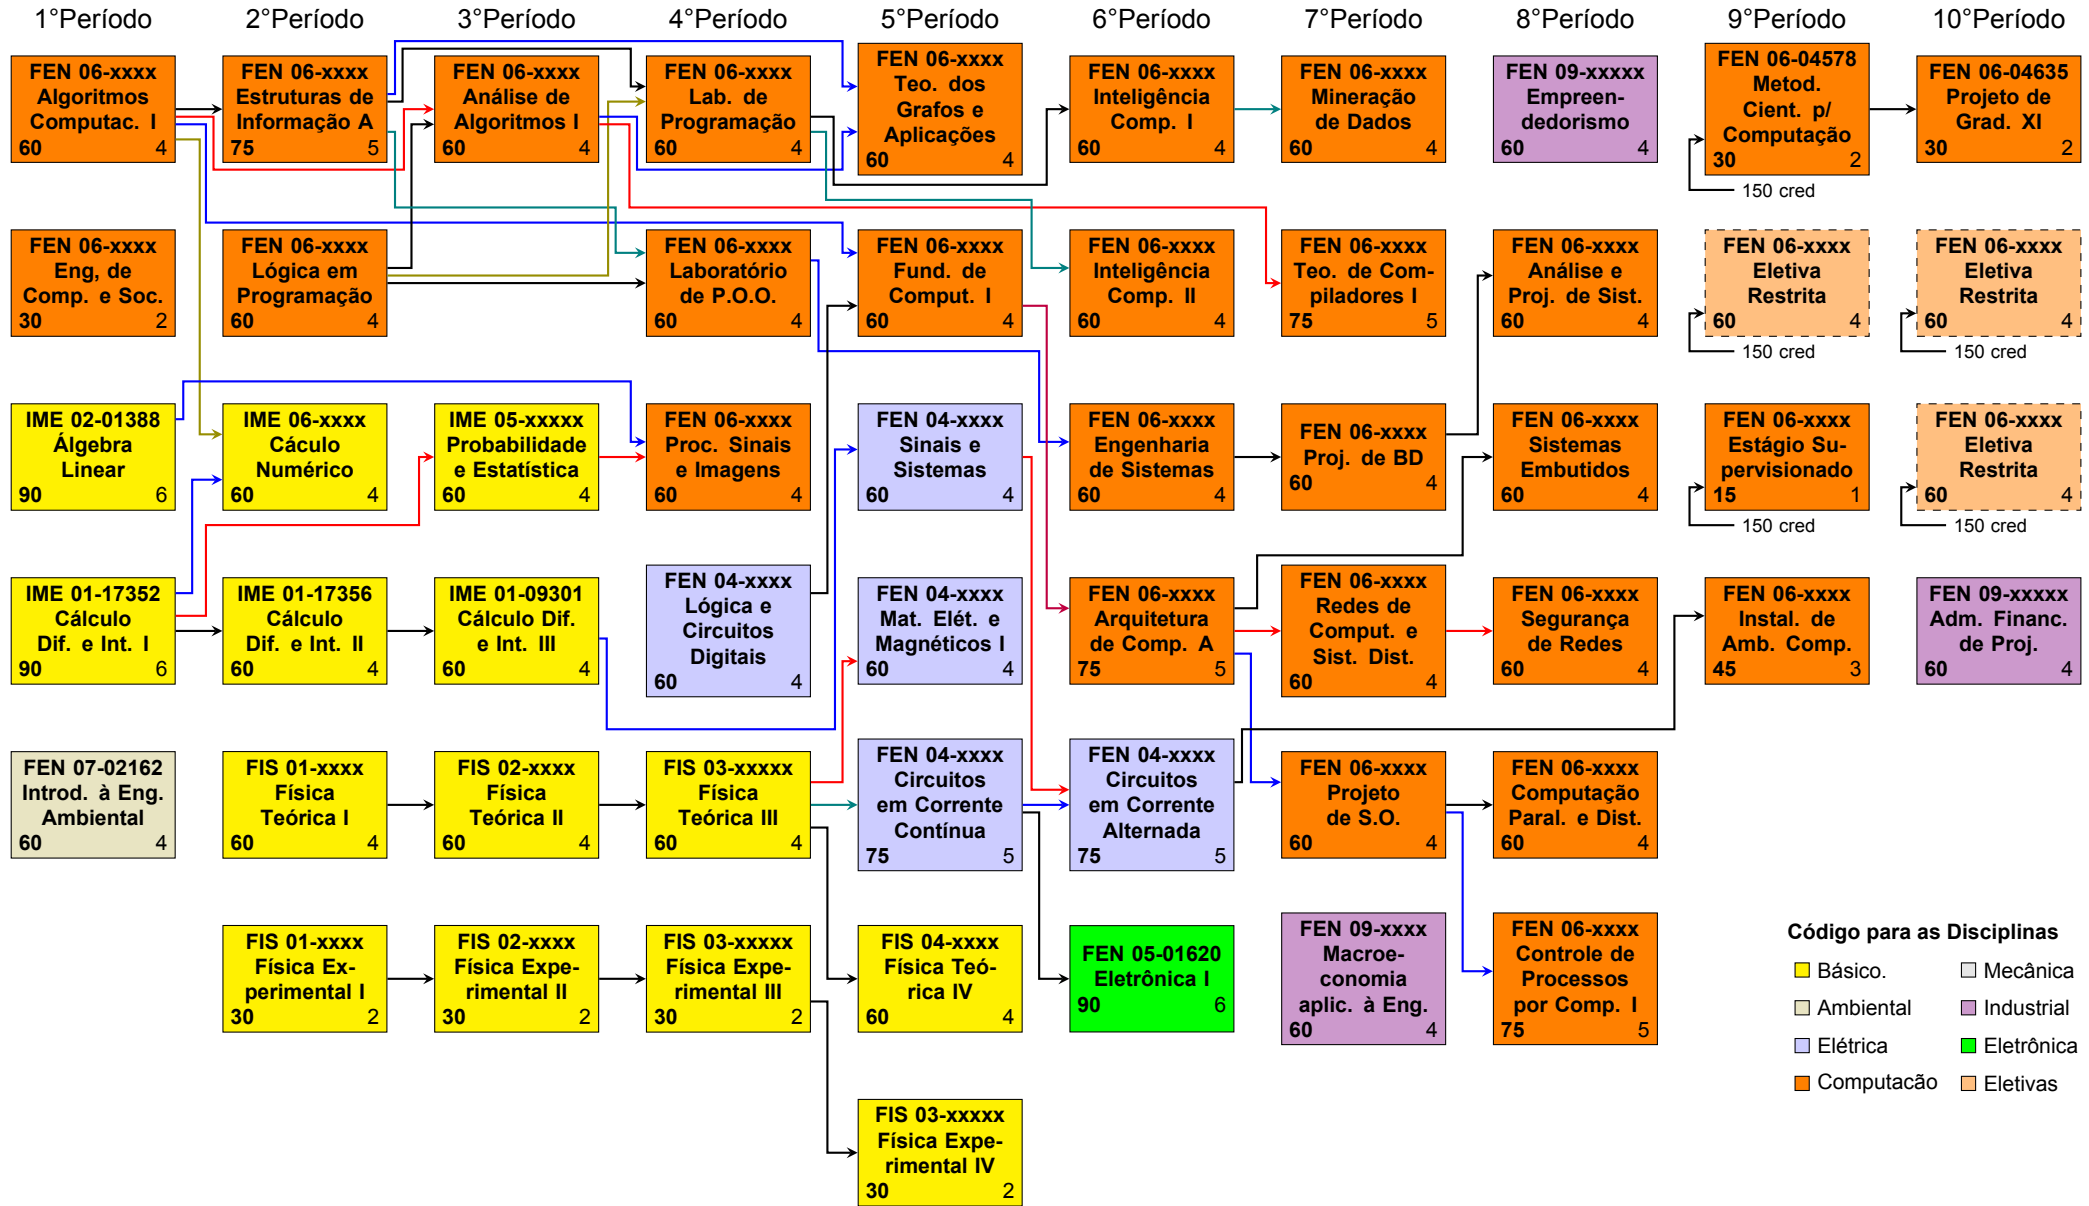 1°Período
2°Período
3°Período
4°Período
5°Período
6°Período
7°Período
8°Período
9°Período
10°Período
FEN 06-xxxx
Algoritmos
Computac. I
60 4
FEN 06-xxxx
Estruturas de
Informação A
75 5
FEN 06-xxxx
Análise de
Algoritmos I
60 4
FEN 06-xxxx
Lab. de
Programação
60 4
FEN 06-xxxx
Teo. dos
Grafos e
Aplicações
60 4
FEN 06-xxxx
Inteligência
Comp. I
60 4
FEN 06-xxxx
Mineração
de Dados
60 4
FEN 09-xxxxx
Empreen-
dedorismo
60 4
FEN 06-04578
Metod.
Cient. p/
Computação
30 2
150 cred
FEN 06-04635
Projeto de
Grad. XI
30 2
FEN 06-xxxx
Eng, de
Comp. e Soc.
30 2
FEN 06-xxxx
Lógica em
Programação
60 4
FEN 06-xxxx
Laboratório
de P.O.O.
60 4
FEN 06-xxxx
Fund. de
Comput. I
60 4
FEN 06-xxxx
Inteligência
Comp. II
60 4
FEN 06-xxxx
Teo. de Com-
piladores I
75 5
FEN 06-xxxx
Análise e
Proj. de Sist.
60 4
FEN 06-xxxx
Eletiva
Restrita
60 4
150 cred
FEN 06-xxxx
Eletiva
Restrita
60 4
150 cred
IME 02-01388
Álgebra
Linear
90 6
IME 06-xxxx
Cáculo
Numérico
60 4
IME 05-xxxxx
Probabilidade
e Estatística
60 4
FEN 06-xxxx
Proc. Sinais
e Imagens
60 4
FEN 04-xxxx
Sinais e
Sistemas
60 4
FEN 06-xxxx
Engenharia
de Sistemas
60 4
FEN 06-xxxx
Proj. de BD
60 4
FEN 06-xxxx
Sistemas
Embutidos
60 4
FEN 06-xxxx
Estágio Su-
pervisionado
15 1
150 cred
FEN 06-xxxx
Eletiva
Restrita
60 4
150 cred
IME 01-17352
Cálculo
Dif. e Int. I
90 6
IME 01-17356
Cálculo
Dif. e Int. II
60 4
IME 01-09301
Cálculo Dif.
e Int. III
60 4
FEN 04-xxxx
Lógica e
Circuitos
Digitais
60 4
FEN 04-xxxx
Mat. Elét. e
Magnéticos I
60 4
FEN 06-xxxx
Arquitetura
de Comp. A
75 5
FEN 06-xxxx
Redes de
Comput. e
Sist. Dist.
60 4
FEN 06-xxxx
Segurança
de Redes
60 4
FEN 06-xxxx
Instal. de
Amb. Comp.
45 3
FEN 09-xxxxx
Adm. Financ.
de Proj.
60 4
FEN 07-02162
Introd. à Eng.
Ambiental
60 4
FIS 01-xxxx
Física
Teórica I
60 4
FIS 02-xxxx
Física
Teórica II
60 4
FIS 03-xxxxx
Física
Teórica III
60 4
FEN 04-xxxx
Circuitos
em Corrente
Contínua
75 5
FEN 04-xxxx
Circuitos
em Corrente
Alternada
75 5
FEN 06-xxxx
Projeto
de S.O.
60 4
FEN 06-xxxx
Computação
Paral. e Dist.
60 4
FIS 01-xxxx
Física Ex-
perimental I
30 2
FIS 02-xxxx
Física Expe-
rimental II
30 2
FIS 03-xxxxx
Física Expe-
rimental III
30 2
FIS 04-xxxx
Física Teó-
rica IV
60 4
FEN 05-01620
Eletrônica I
90 6
FEN 09-xxxx
Macroe-
conomia
aplic. à Eng.
60 4
FEN 06-xxxx
Controle de
Processos
por Comp. I
75 5
FIS 03-xxxxx
Física Expe-
rimental IV
30 2
Código para as Disciplinas
Básico.
Mecânica
Ambiental
Industrial
Elétrica
Eletrônica
Computacão
Eletivas